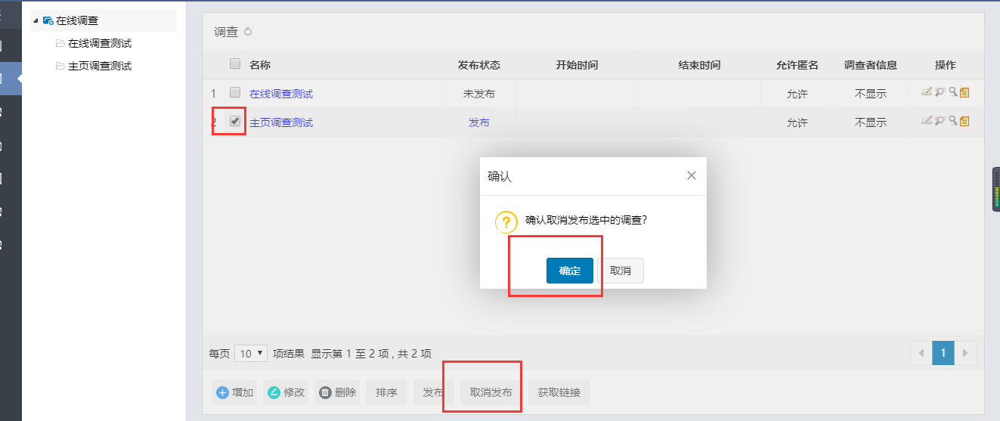 在线调查
在线调查测试
主页调查测试
调查
名称 发布状态 开始时间 结束时间 允许匿名 调查者信息 操作
1 在线调查测试 未发布 允许 不显示
2 主页调查测试 发布 允许 不显示
确认
确认取消发布选中的调查?
确定 取消
每页 10 项结果 显示第 1 至 2 项 , 共 2 项
1
增加 修改 删除 排序 发布 取消发布 获取链接